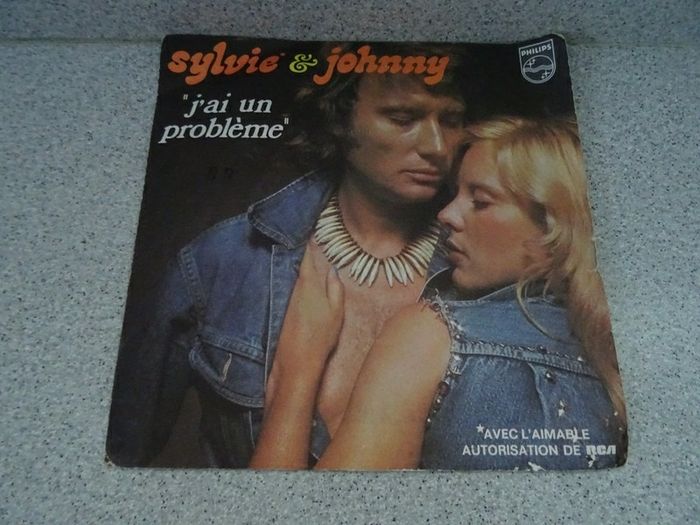 sylvie* & johnny
PHILIPS
"j'ai un
problème"
*AVEC L'AIMABLE
AUTORISATION DE RCA